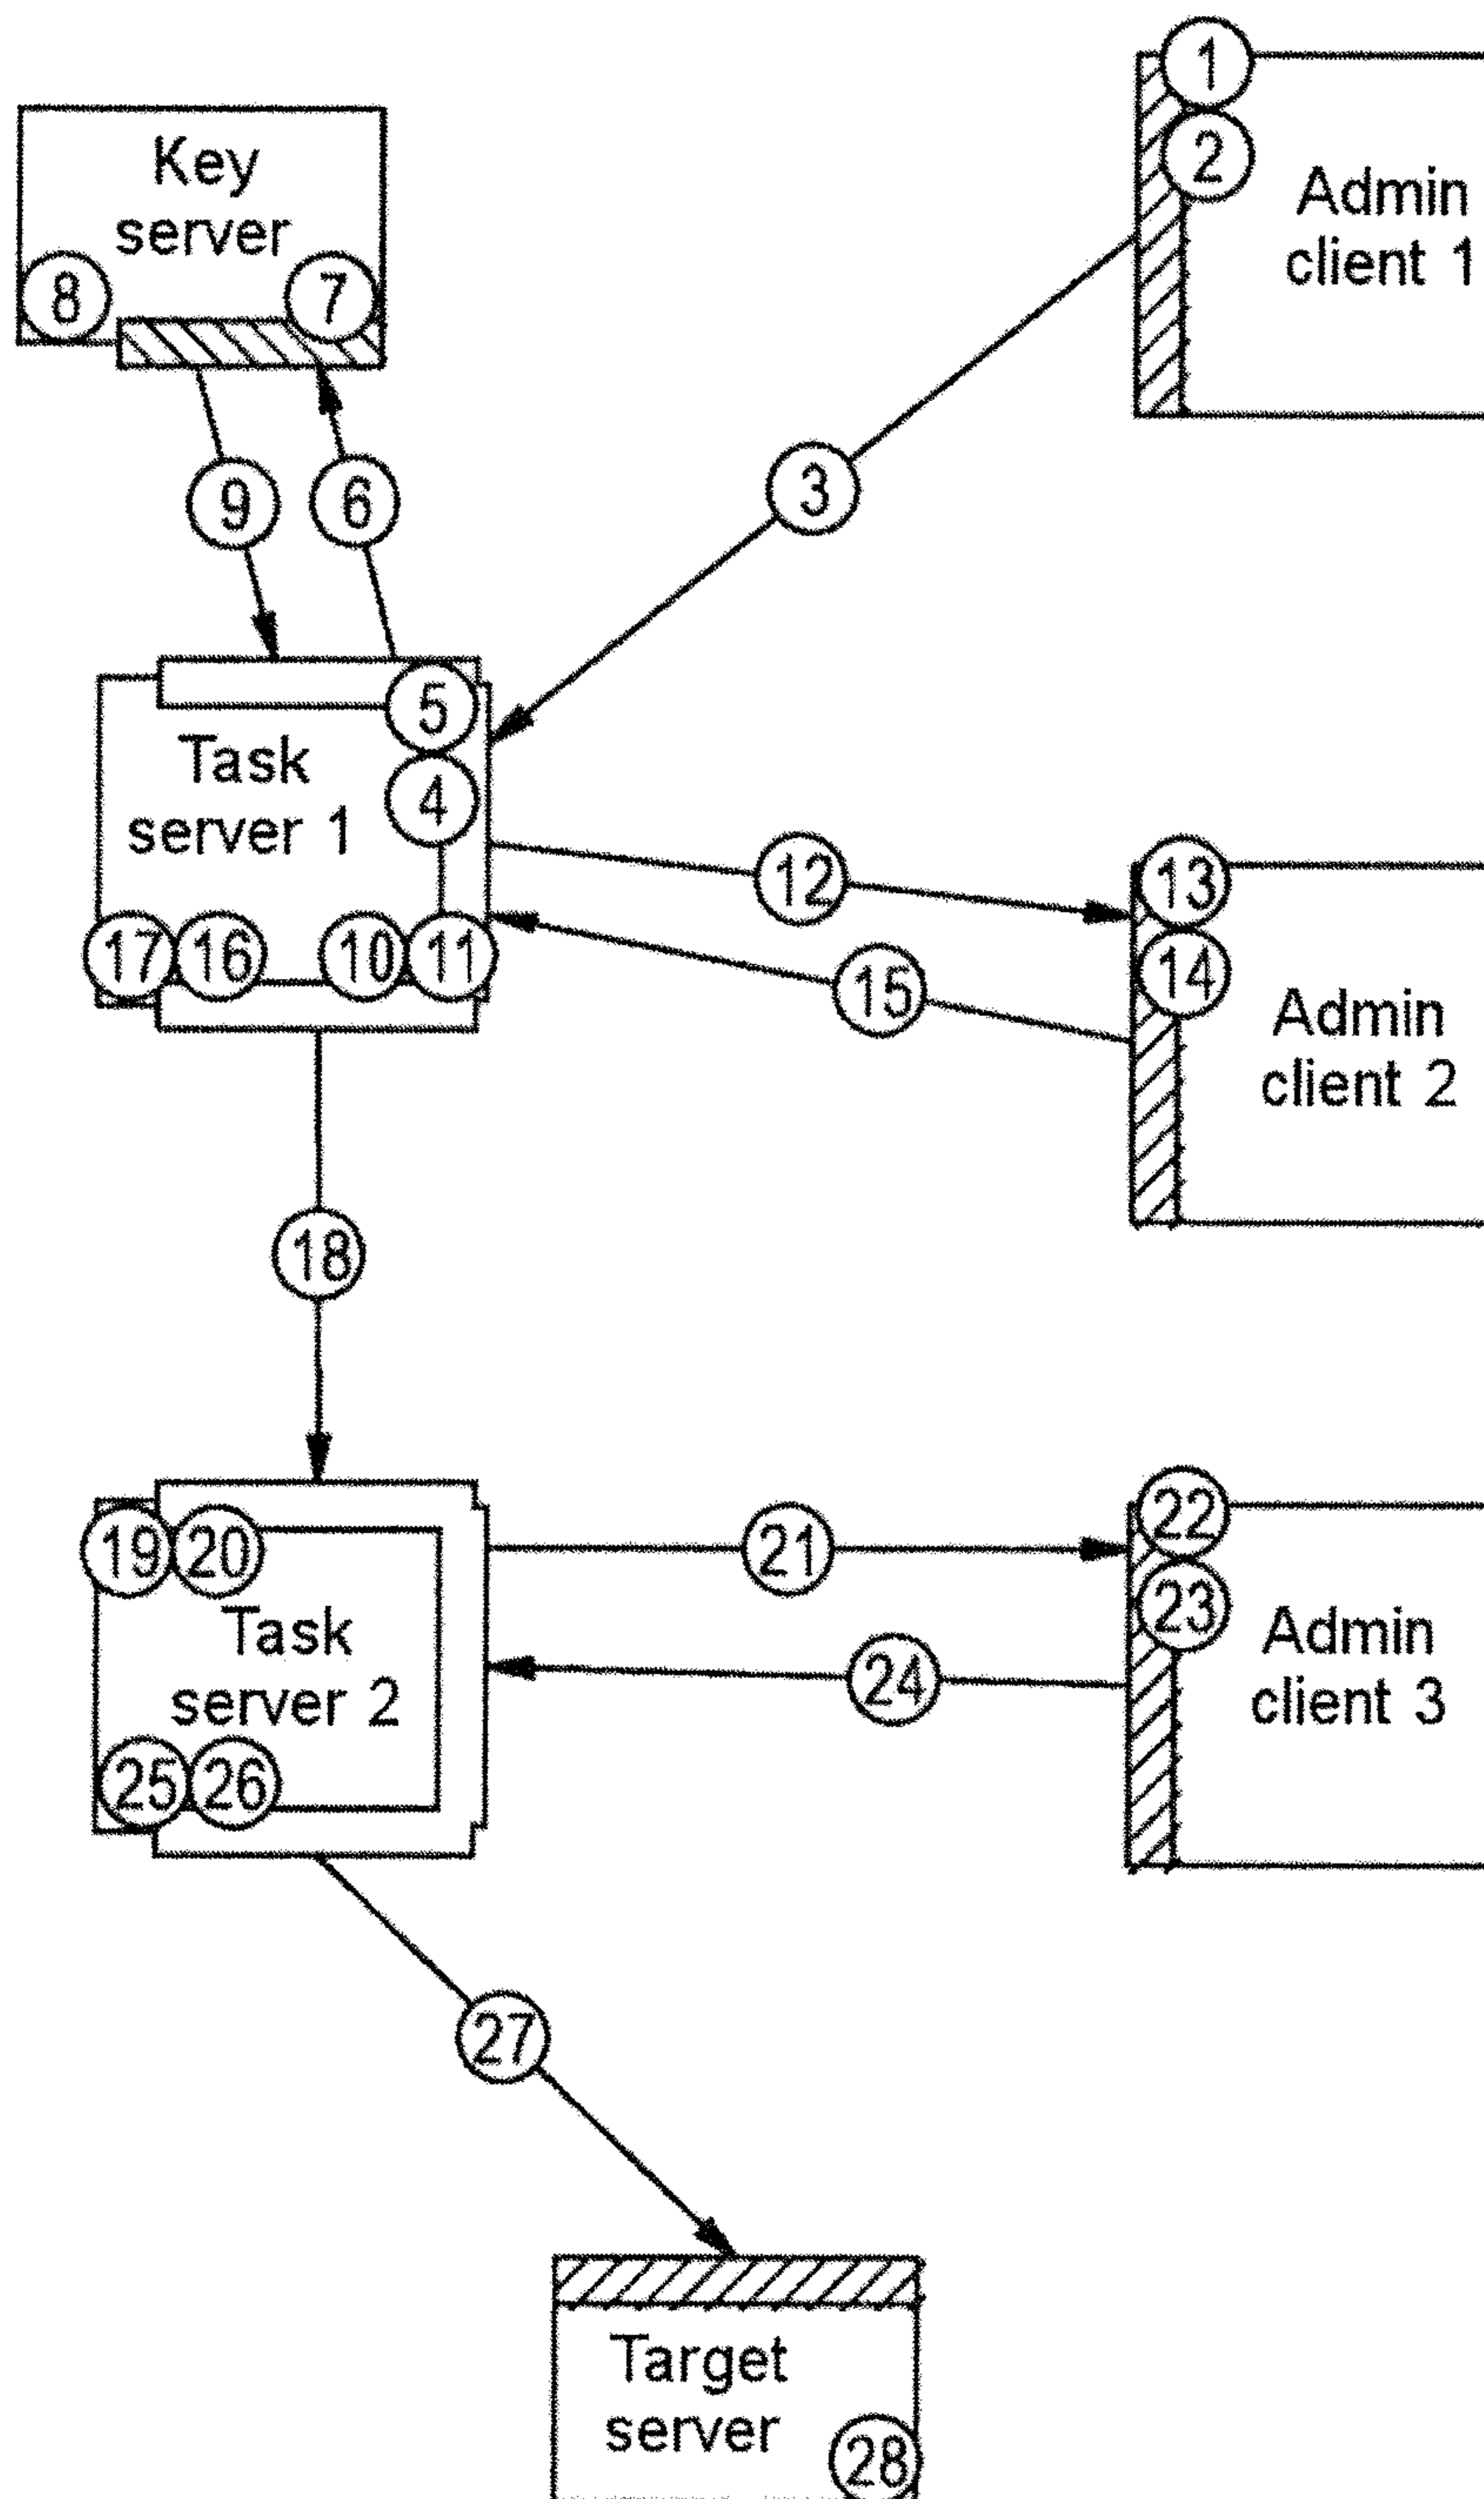 1
2
Admin
client 1
Key
server
8
7
3
9
6
5
Task
server 1
4
12
13
17
16
10
11
14
15
Admin
client 2
18
19
20
21
22
23
Task
server 2
24
Admin
client 3
25
26
27
Target
server
28